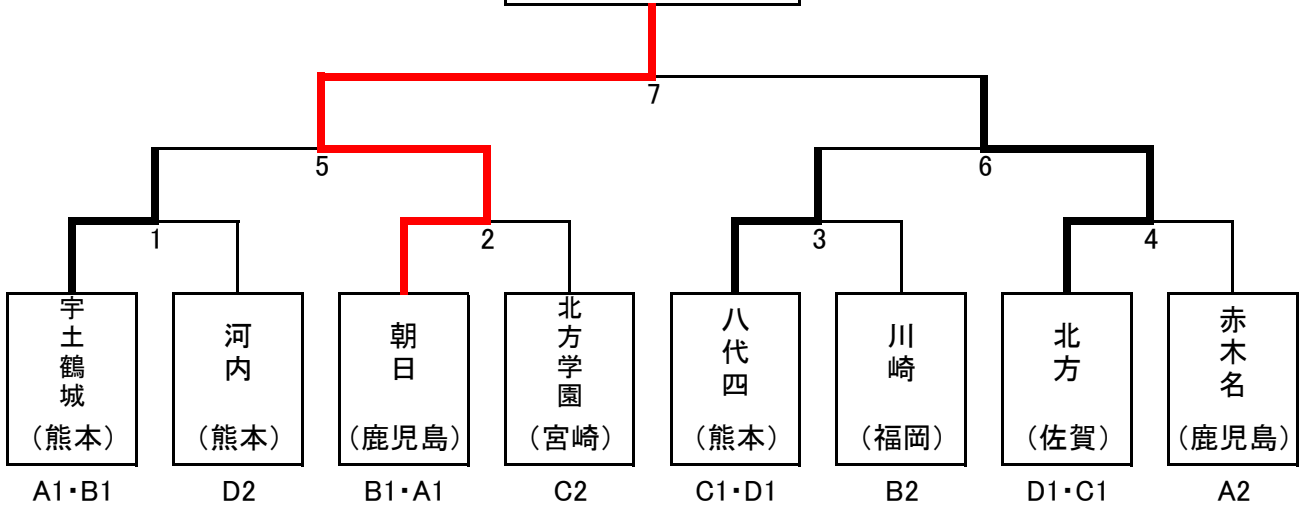 7
5
6
1
2
3
4
宇土鶴城
(熊本)
河内
(熊本)
朝日
(鹿児島)
北方学園
(宮崎)
八代四
(熊本)
川崎
(福岡)
北方
(佐賀)
赤木名
(鹿児島)
A1・B1
D2
B1・A1
C2
C1・D1
B2
D1・C1
A2